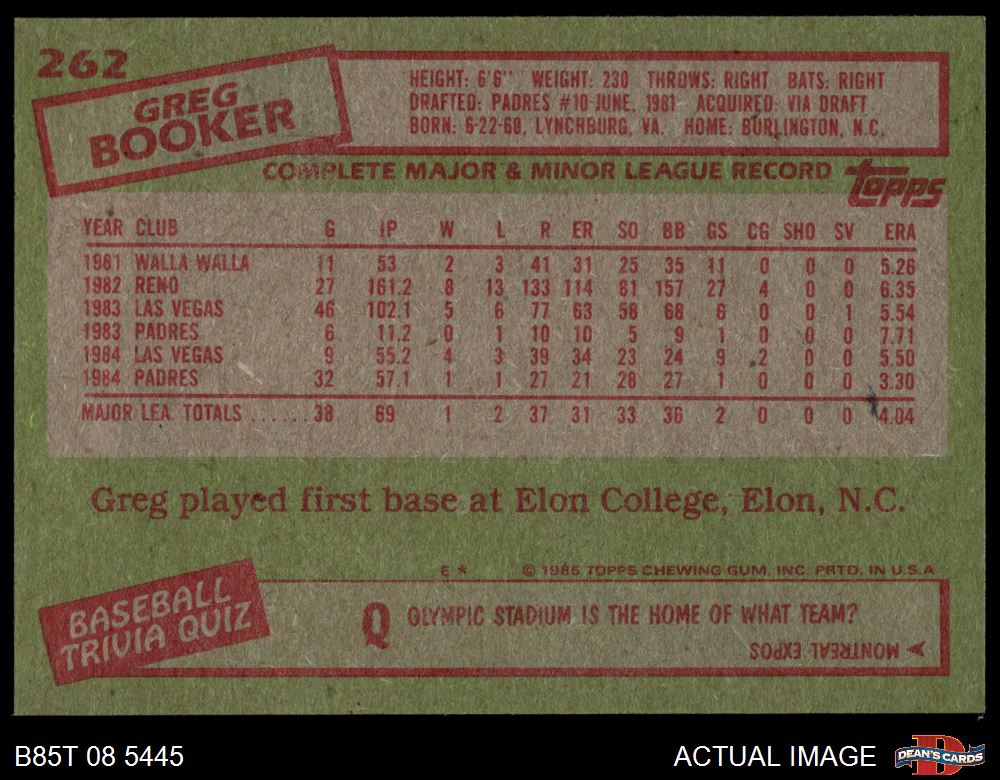 262
GREG
BOOKER
HEIGHT: 6'6" WEIGHT: 230 THROWS: RIGHT BATS: RIGHT
DRAFTED: PADRES #10-JUNE, 1981 ACQUIRED: VIA DRAFT
BORN: 6-22-60, LYNCHBURG, VA. HOME: BURLINGTON, N.C.
COMPLETE MAJOR & MINOR LEAGUE RECORD
topps
YEAR CLUB G IP W L R ER SO BB GS CG SHO SV ERA
1981 WALLA WALLA 11 53 2 3 41 31 25 35 11 0 0 0 5.26
1982 RENO 27 161.2 8 13 133 114 81 157 27 4 0 0 6.35
1983 LAS VEGAS 46 102.1 5 6 77 63 58 68 6 0 0 1 5.54
1983 PADRES 6 11.2 0 1 10 10 5 9 1 0 0 0 7.71
1984 LAS VEGAS 9 55.2 4 3 39 34 23 24 9 2 0 0 5.50
1984 PADRES 32 57.1 1 1 27 21 28 27 1 0 0 0 3.30
MAJOR LEA. TOTALS ...... 38 69 1 2 37 31 33 36 2 0 0 0 4.04
Greg played first base at Elon College, Elon, N.C.
E * © 1985 TOPPS CHEWING GUM, INC. PRTD. IN U.S.A
BASEBALL
TRIVIA QUIZ
Q OLYMPIC STADIUM IS THE HOME OF WHAT TEAM?
MONTREAL EXPOS
B85T 08 5445
ACTUAL IMAGE
D
DEAN'S CARDS